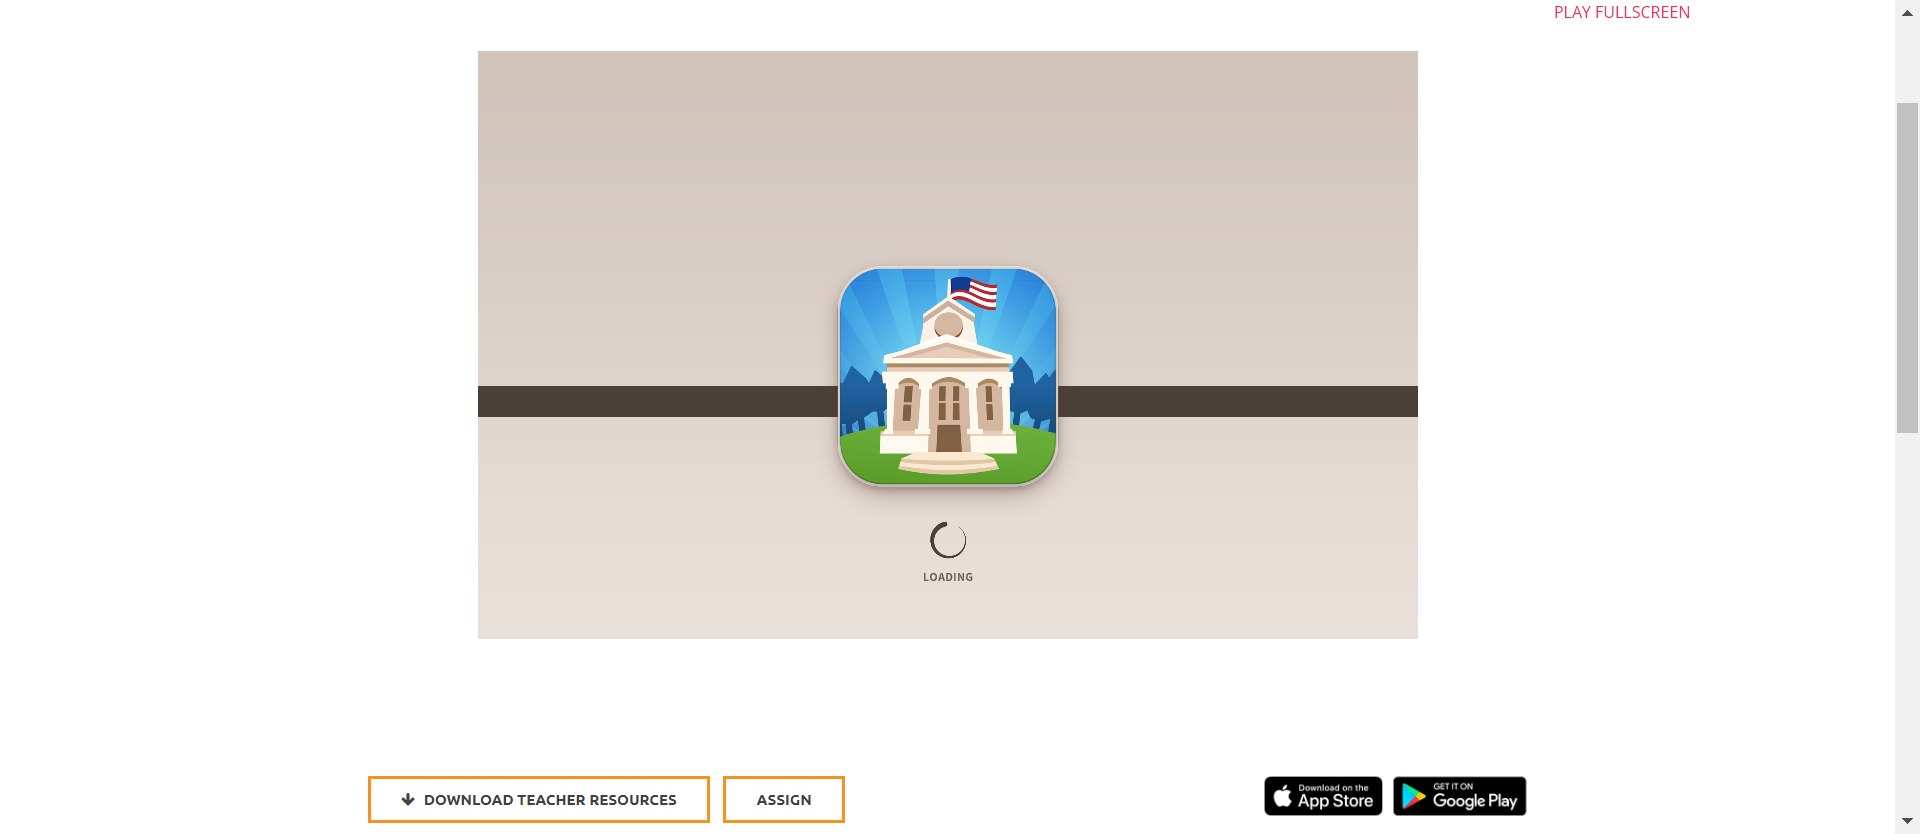 PLAY FULLSCREEN
LOADING
DOWNLOAD TEACHER RESOURCES
ASSIGN
Download on the
App Store
GET IT ON
Google Play